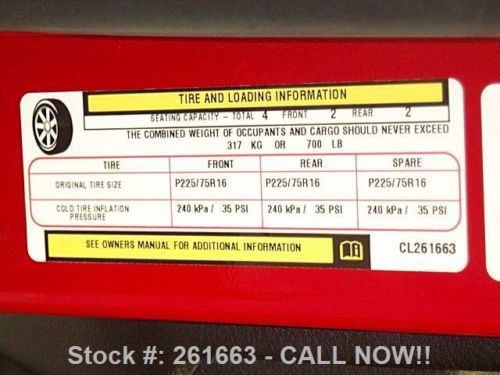 TIRE AND LOADING INFORMATION
SEATING CAPACITY - TOTAL 4 FRONT 2 REAR 2
THE COMBINED WEIGHT OF OCCUPANTS AND CARGO SHOULD NEVER EXCEED
317 KG OR 700 LB
TIRE FRONT REAR SPARE
ORIGINAL TIRE SIZE P225/75R16 P225/75R16 P225/75R16
COLD TIRE INFLATION
PRESSURE 240 kPa / 35 PSI 240 kPa / 35 PSI 240 kPa / 35 PSI
SEE OWNERS MANUAL FOR ADDITIONAL INFORMATION CL261663
Stock #: 261663 - CALL NOW!!